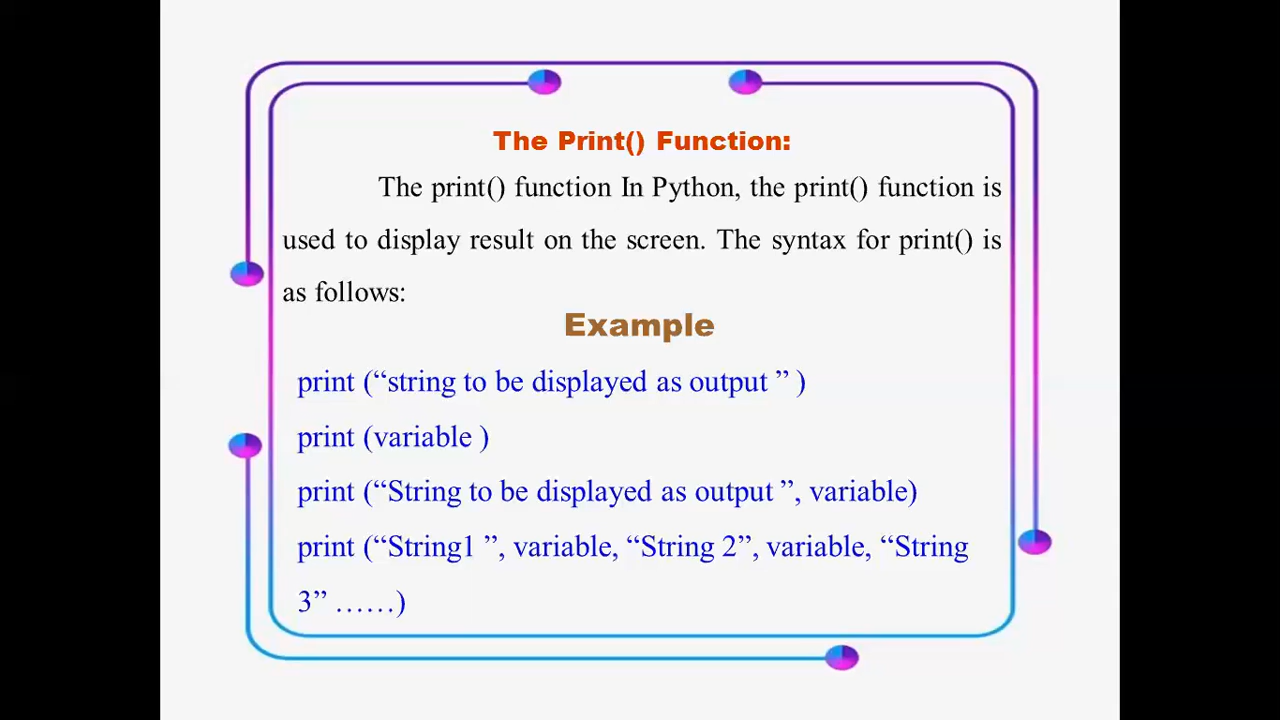 The Print() Function:
The print() function In Python, the print() function is
used to display result on the screen. The syntax for print() is
as follows:
Example
print (“string to be displayed as output ” )
print (variable )
print (“String to be displayed as output ”, variable)
print (“String1 ”, variable, “String 2”, variable, “String
3” ……)